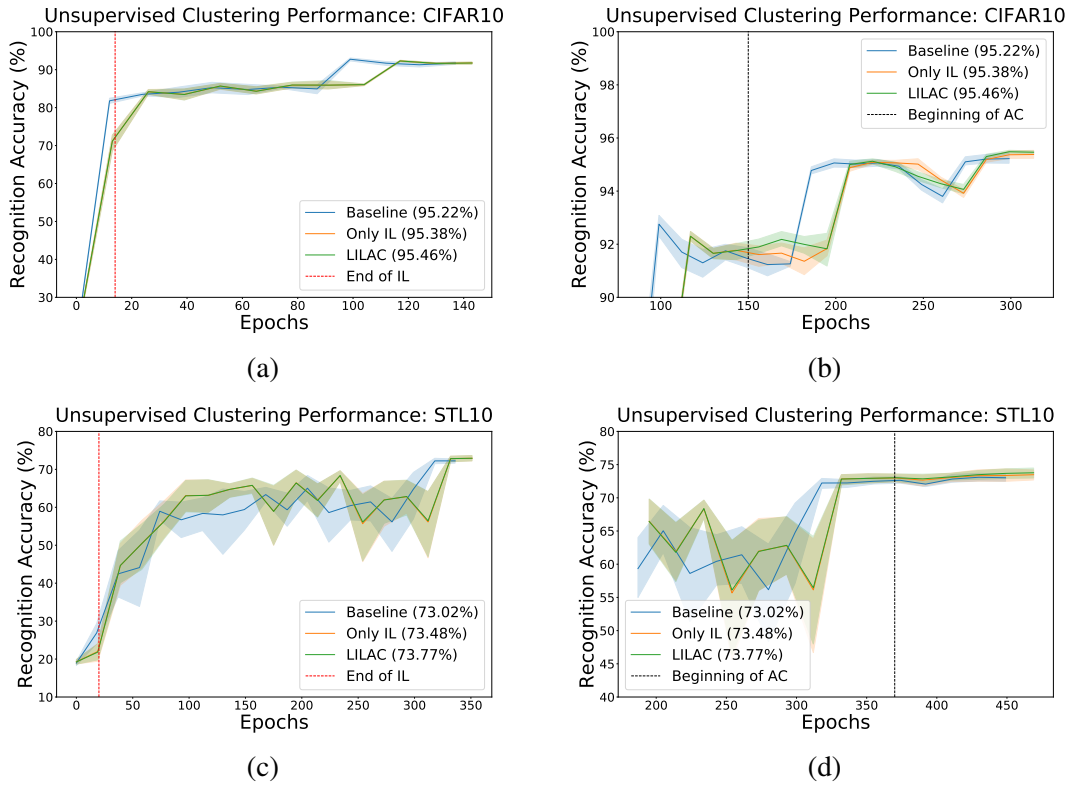 Unsupervised Clustering Performance: CIFAR10
Recognition Accuracy (%)
100
90
80
70
60
50
40
30
Baseline (95.22%)
Only IL (95.38%)
LILAC (95.46%)
End of IL
0 20 40 60 80 100 120 140
Epochs
(a)
Unsupervised Clustering Performance: CIFAR10
Recognition Accuracy (%)
100
98
96
94
92
90
Baseline (95.22%)
Only IL (95.38%)
LILAC (95.46%)
Beginning of AC
100 150 200 250 300
Epochs
(b)
Unsupervised Clustering Performance: STL10
Recognition Accuracy (%)
80
70
60
50
40
30
20
10
Baseline (73.02%)
Only IL (73.48%)
LILAC (73.77%)
End of IL
0 50 100 150 200 250 300 350
Epochs
(c)
Unsupervised Clustering Performance: STL10
Recognition Accuracy (%)
80
75
70
65
60
55
50
45
40
Baseline (73.02%)
Only IL (73.48%)
LILAC (73.77%)
Beginning of AC
200 250 300 350 400 450
Epochs
(d)